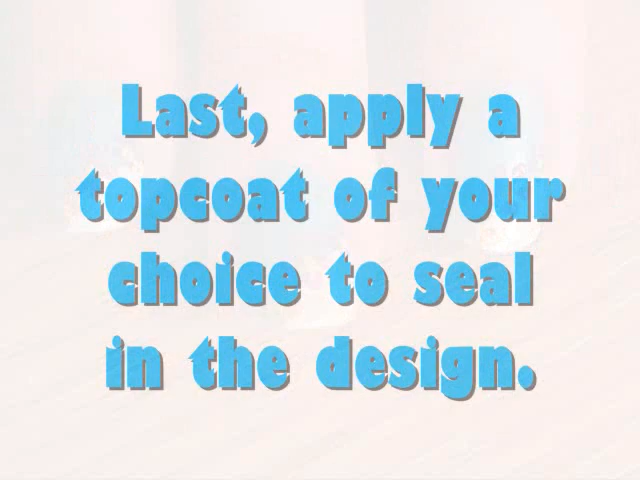 Last, apply a
topcoat of your
choice to seal
in the design.